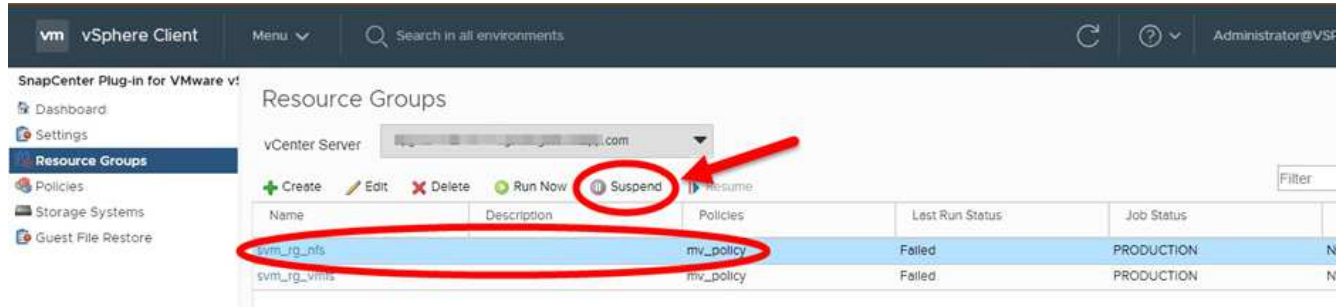 vm vSphere Client Menu Search in all environments Administrator@VSP
SnapCenter Plug-in for VMware vS
Dashboard
Settings
Resource Groups
Policies
Storage Systems
Guest File Restore
Resource Groups
vCenter Server .com
Create Edit Delete Run Now Suspend Resume Filter
Name Description Policies Last Run Status Job Status
svm_rg_nfs mv_policy Failed PRODUCTION N
svm_rg_vmfs mv_policy Failed PRODUCTION N